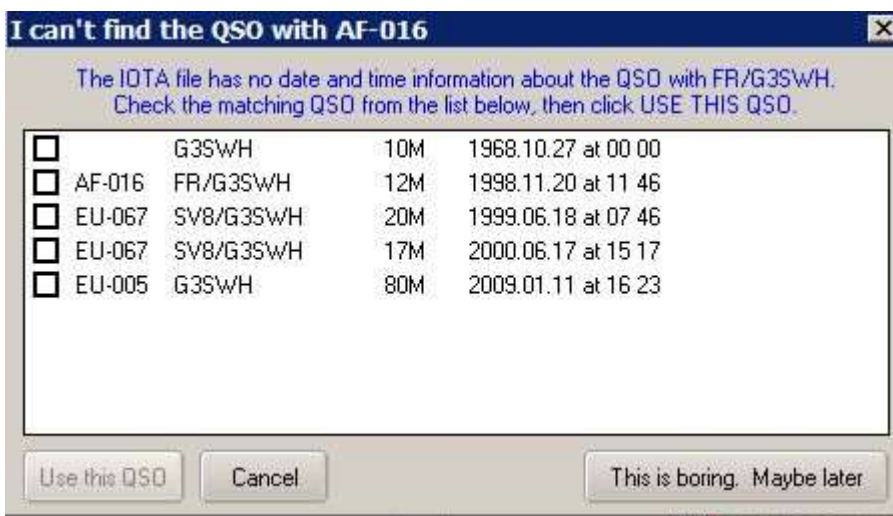 I can't find the QSO with AF-016
The IOTA file has no date and time information about the QSO with FR/G3SWH.
Check the matching QSO from the list below, then click USE THIS QSO.
G3SWH 10M 1968.10.27 at 00 00
AF-016 FR/G3SWH 12M 1998.11.20 at 11 46
EU-067 SV8/G3SWH 20M 1999.06.18 at 07 46
EU-067 SV8/G3SWH 17M 2000.06.17 at 15 17
EU-005 G3SWH 80M 2009.01.11 at 16 23
Use this QSO Cancel This is boring. Maybe later